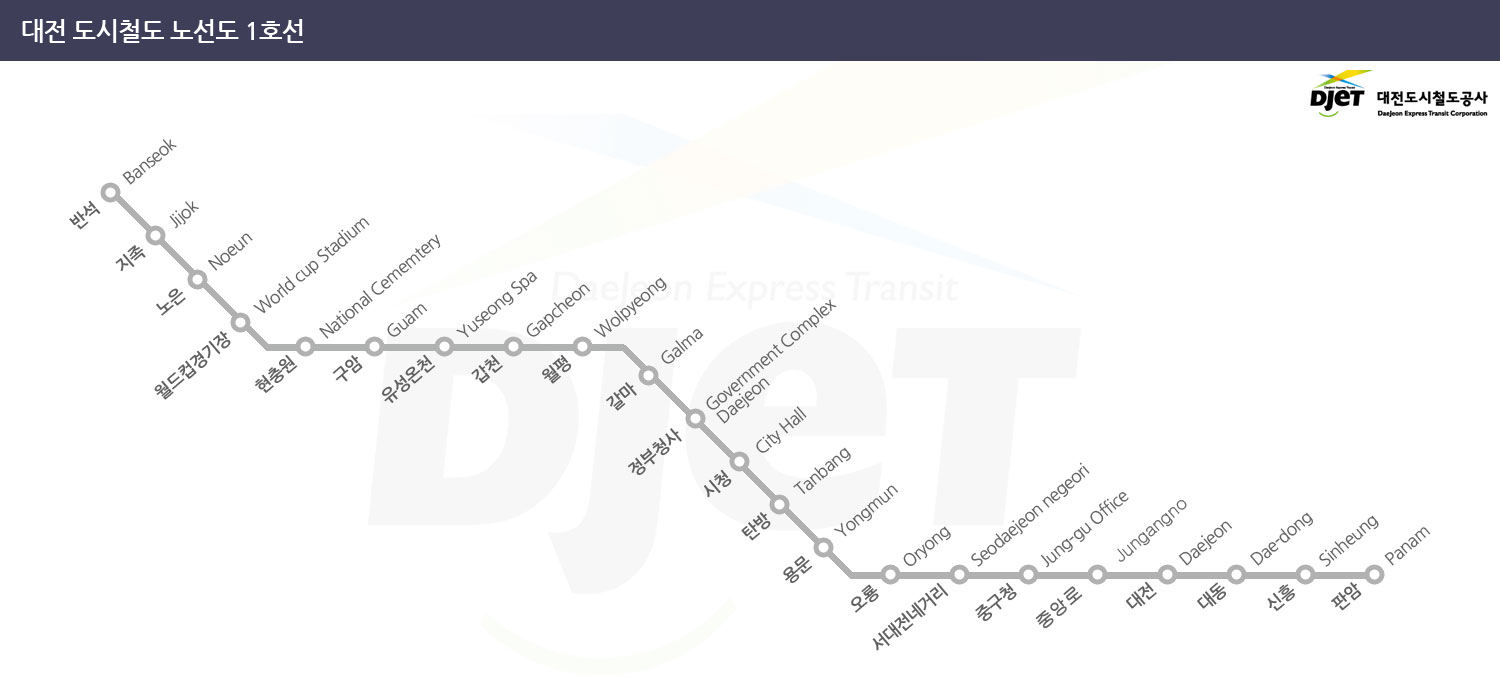 대전 도시철도 노선도 1호선
Daejeon Express Transit
DJET
대전도시철도공사
Daejeon Express Transit Corporation
Banseok
반석
Jijok
지족
Noeun
노은
World cup Stadium
월드컵경기장
National Cememtery
현충원
Guam
구암
Yuseong Spa
유성온천
Gapcheon
갑천
Wolpyeong
월평
Galma
갈마
Government Complex
Daejeon
정부청사
City Hall
시청
Tanbang
탄방
Yongmun
용문
Oryong
오룡
Seodaejeon negeori
서대전네거리
Jung-gu Office
중구청
Jungangno
중앙로
Daejeon
대전
Dae-dong
대동
Sinheung
신흥
Panam
판암
Daejeon Express Transit
DJET